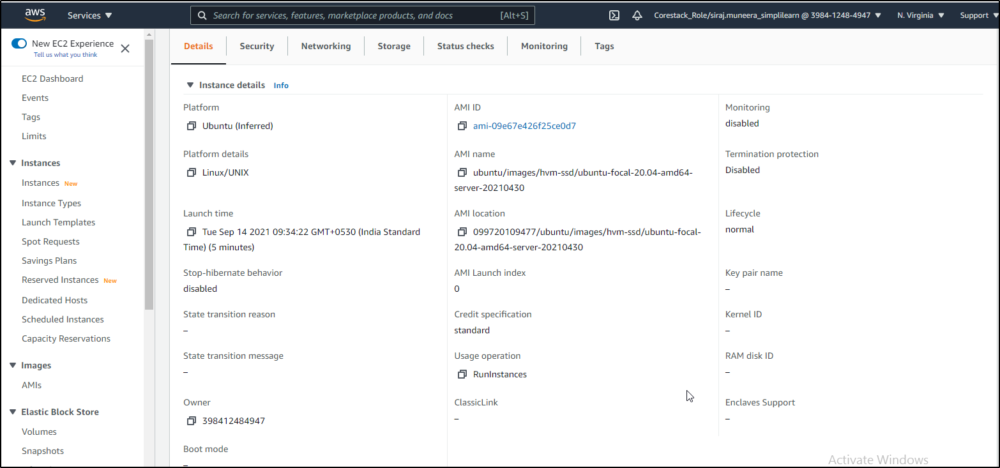 aws Services Search for services, features, marketplace products, and docs [Alt+S] Corestack_Role/siraj.muneera_simplilearn @ 3984-1248-4947 N. Virginia Support
New EC2 Experience
Tell us what you think
EC2 Dashboard
Events
Tags
Limits
Instances
Instances New
Instance Types
Launch Templates
Spot Requests
Savings Plans
Reserved Instances New
Dedicated Hosts
Scheduled Instances
Capacity Reservations
Images
AMIs
Elastic Block Store
Volumes
Snapshots
Details Security Networking Storage Status checks Monitoring Tags
Instance details Info
Platform
Ubuntu (Inferred)
AMI ID
ami-09e67e426f25ce0d7
Monitoring
disabled
Platform details
Linux/UNIX
AMI name
ubuntu/images/hvm-ssd/ubuntu-focal-20.04-amd64-
server-20210430
Termination protection
Disabled
Launch time
Tue Sep 14 2021 09:34:22 GMT+0530 (India Standard
Time) (5 minutes)
AMI location
099720109477/ubuntu/images/hvm-ssd/ubuntu-focal-
20.04-amd64-server-20210430
Lifecycle
normal
Stop-hibernate behavior
disabled
AMI Launch index
0
Key pair name
–
State transition reason
–
Credit specification
standard
Kernel ID
–
State transition message
–
Usage operation
RunInstances
RAM disk ID
–
Owner
398412484947
ClassicLink
–
Enclaves Support
–
Boot mode
–
Activate Windows